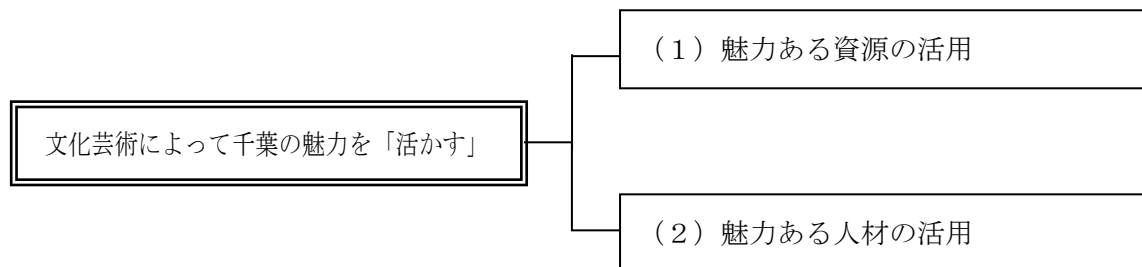 （１）魅力ある資源の活用
文化芸術によって千葉の魅力を「活かす」
（２）魅力ある人材の活用